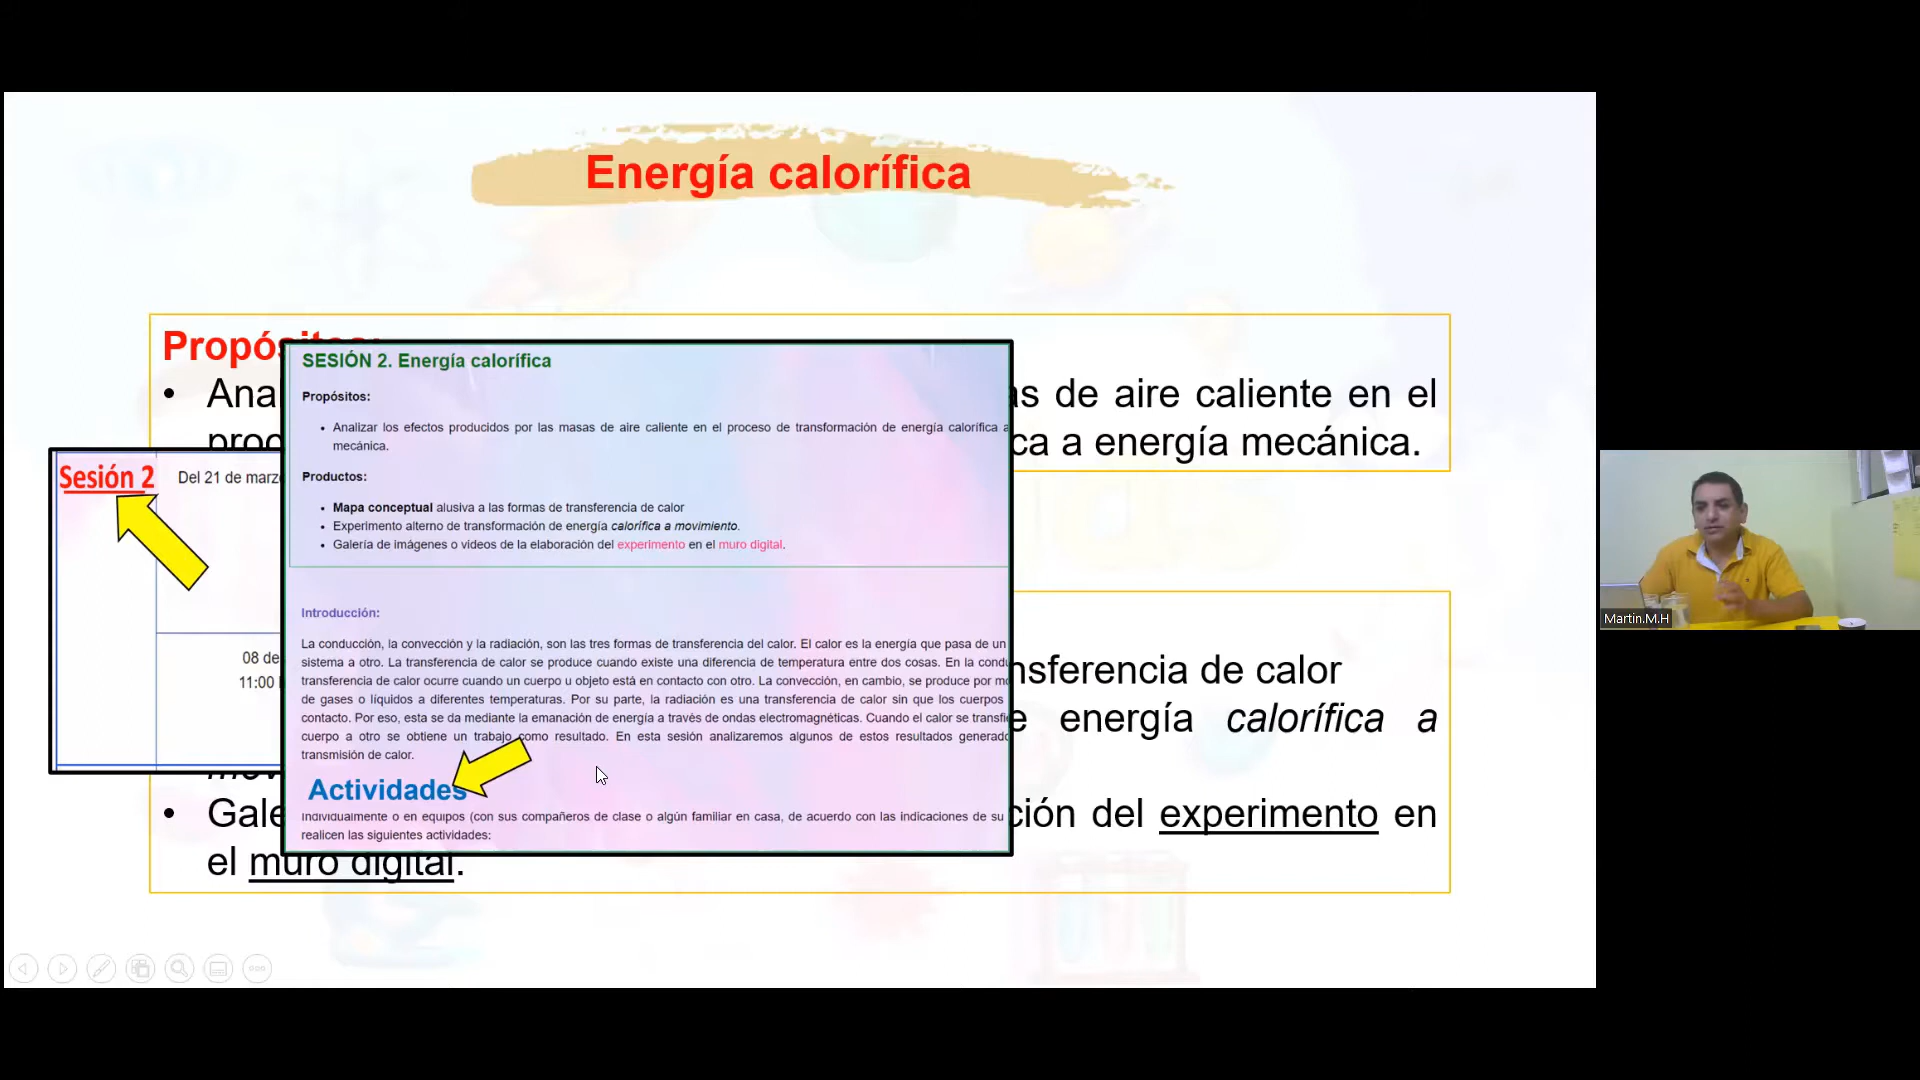 Energía calorífica
Propós
Ana
as de aire caliente en el
proc
ca a energía mecánica.
SESIÓN 2. Energía calorífica
Propósitos:
• Analizar los efectos producidos por las masas de aire caliente en el proceso de transformación de energía calorífica a
mecánica.
Productos:
• Mapa conceptual alusiva a las formas de transferencia de calor
• Experimento alterno de transformación de energía calorífica a movimiento.
• Galería de imágenes o videos de la elaboración del experimento en el muro digital.
Introducción:
La conducción, la convección y la radiación, son las tres formas de transferencia del calor. El calor es la energía que pasa de un
sistema a otro. La transferencia de calor se produce cuando existe una diferencia de temperatura entre dos cosas. En la condu
transferencia de calor ocurre cuando un cuerpo u objeto está en contacto con otro. La convección, en cambio, se produce por mo
de gases o líquidos a diferentes temperaturas. Por su parte, la radiación es una transferencia de calor sin que los cuerpos
contacto. Por eso, esta se da mediante la emanación de energía a través de ondas electromagnéticas. Cuando el calor se transfi
cuerpo a otro se obtiene un trabajo como resultado. En esta sesión analizaremos algunos de estos resultados generado
transmisión de calor.
Actividades
Individualmente o en equipos (con sus compañeros de clase o algún familiar en casa, de acuerdo con las indicaciones de su
realicen las siguientes actividades:
Sesión 2
Del 21 de marzo
08 de
11:00
nsferencia de calor
e energía calorífica a
• Gale
ción del experimento en
el muro digital.
Martin.M.H